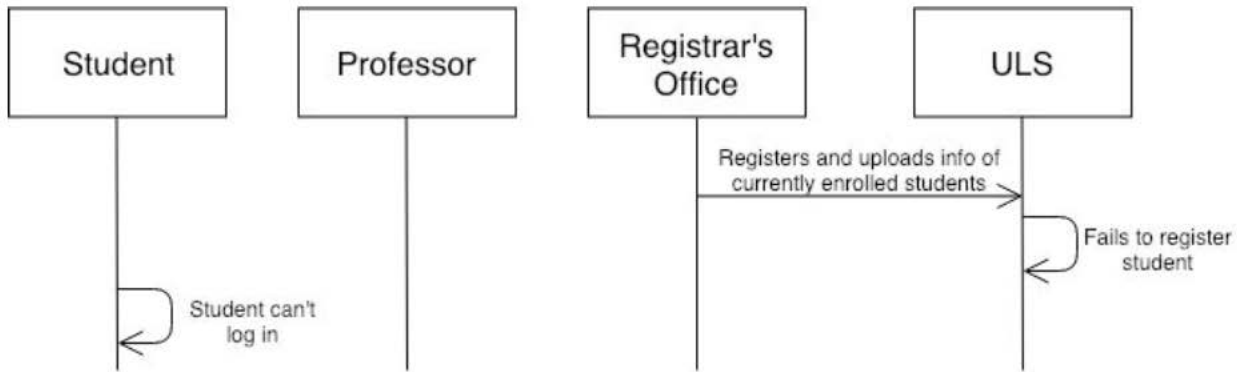 Student
Professor
Registrar's
Office
ULS
Registers and uploads info of
currently enrolled students
Fails to register
student
Student can't
log in